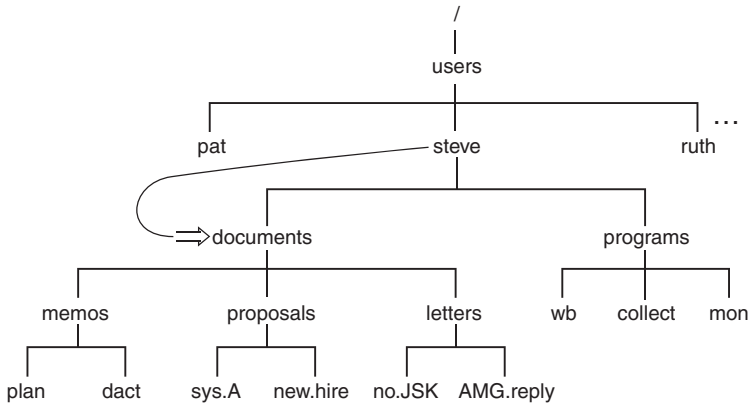 /
users
pat steve ruth ...
documents programs
memos proposals letters wb collect mon
plan dact sys.A new.hire no.JSK AMG.reply